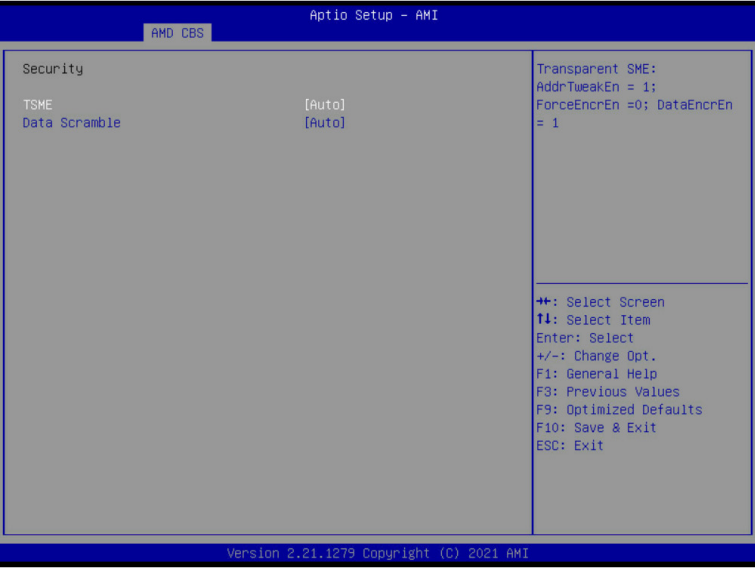 Aptio Setup – AMI
AMD CBS
Security
TSME [Auto]
Data Scramble [Auto]
Transparent SME:
AddrTweakEn = 1;
ForceEncrEn =0; DataEncrEn
= 1
→←: Select Screen
↑↓: Select Item
Enter: Select
+/-: Change Opt.
F1: General Help
F3: Previous Values
F9: Optimized Defaults
F10: Save & Exit
ESC: Exit
Version 2.21.1279 Copyright (C) 2021 AMI